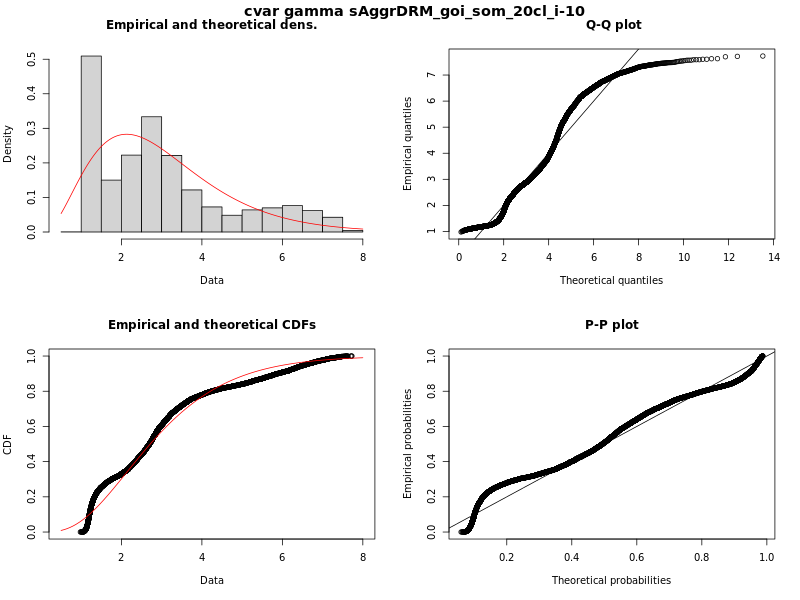 cvar gamma sAggrDRM_goi_som_20cl_i-10
Empirical and theoretical dens.
Density
0.0 0.1 0.2 0.3 0.4 0.5
2 4 6 8
Data
Q-Q plot
Empirical quantiles
1 2 3 4 5 6 7
0 2 4 6 8 10 12 14
Theoretical quantiles
Empirical and theoretical CDFs
CDF
0.0 0.2 0.4 0.6 0.8 1.0
2 4 6 8
Data
P-P plot
Empirical probabilities
0.0 0.2 0.4 0.6 0.8 1.0
0.2 0.4 0.6 0.8 1.0
Theoretical probabilities